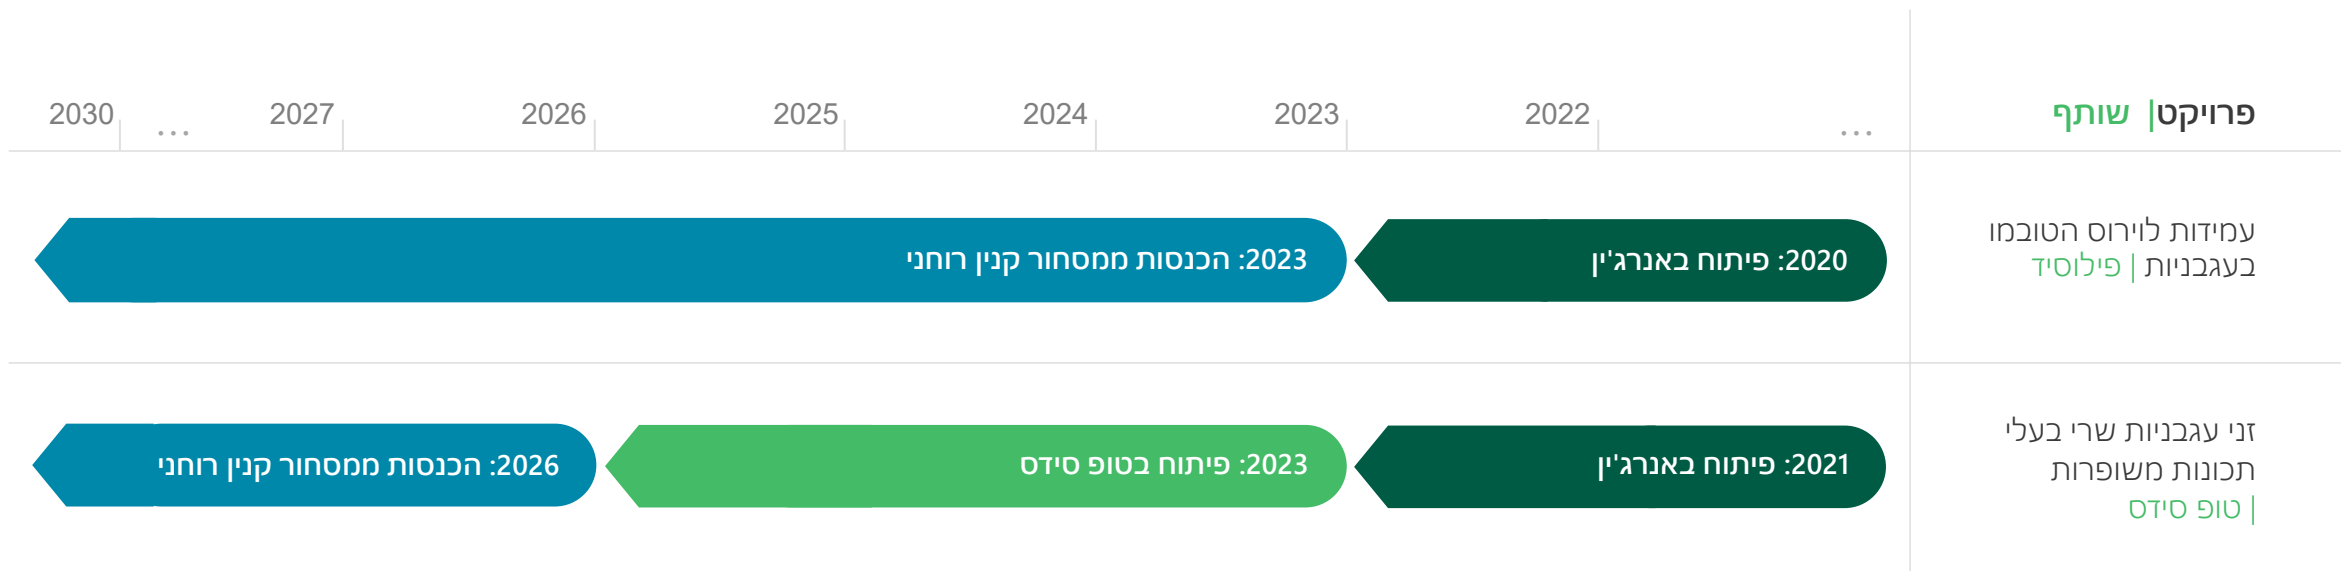 פרויקט| שותף
... 2022 2023 2024 2025 2026 2027 ... 2030
עמידות לוירוס הטובמו
בעגבניות | פילוסיד
2020: פיתוח באנרג'ין
2023: הכנסות ממסחור קנין רוחני
זני עגבניות שרי בעלי
תכונות משופרות
| טופ סידס
2021: פיתוח באנרג'ין
2023: פיתוח בטופ סידס
2026: הכנסות ממסחור קנין רוחני